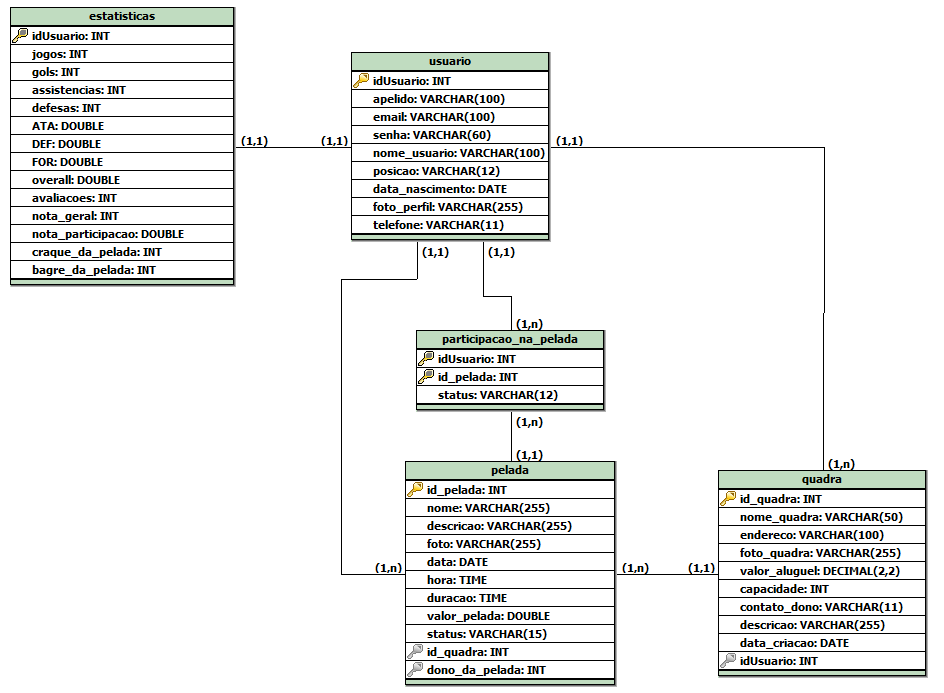 estatisticas
idUsuario: INT
jogos: INT
gols: INT
assistencias: INT
defesas: INT
ATA: DOUBLE
DEF: DOUBLE
FOR: DOUBLE
overall: DOUBLE
avaliacoes: INT
nota_geral: INT
nota_participacao: DOUBLE
craque_da_pelada: INT
bagre_da_pelada: INT
(1,1)
(1,1)
usuario
idUsuario: INT
apelido: VARCHAR(100)
email: VARCHAR(100)
senha: VARCHAR(60)
nome_usuario: VARCHAR(100)
posicao: VARCHAR(12)
data_nascimento: DATE
foto_perfil: VARCHAR(255)
telefone: VARCHAR(11)
(1,1)
(1,1)
(1,1)
(1,n)
participacao_na_pelada
idUsuario: INT
id_pelada: INT
status: VARCHAR(12)
(1,n)
(1,1)
pelada
id_pelada: INT
nome: VARCHAR(255)
descricao: VARCHAR(255)
foto: VARCHAR(255)
data: DATE
hora: TIME
duracao: TIME
valor_pelada: DOUBLE
status: VARCHAR(15)
id_quadra: INT
dono_da_pelada: INT
(1,n)
(1,n)
(1,1)
(1,n)
quadra
id_quadra: INT
nome_quadra: VARCHAR(50)
endereco: VARCHAR(100)
foto_quadra: VARCHAR(255)
valor_aluguel: DECIMAL(2,2)
capacidade: INT
contato_dono: VARCHAR(11)
descricao: VARCHAR(255)
data_criacao: DATE
idUsuario: INT